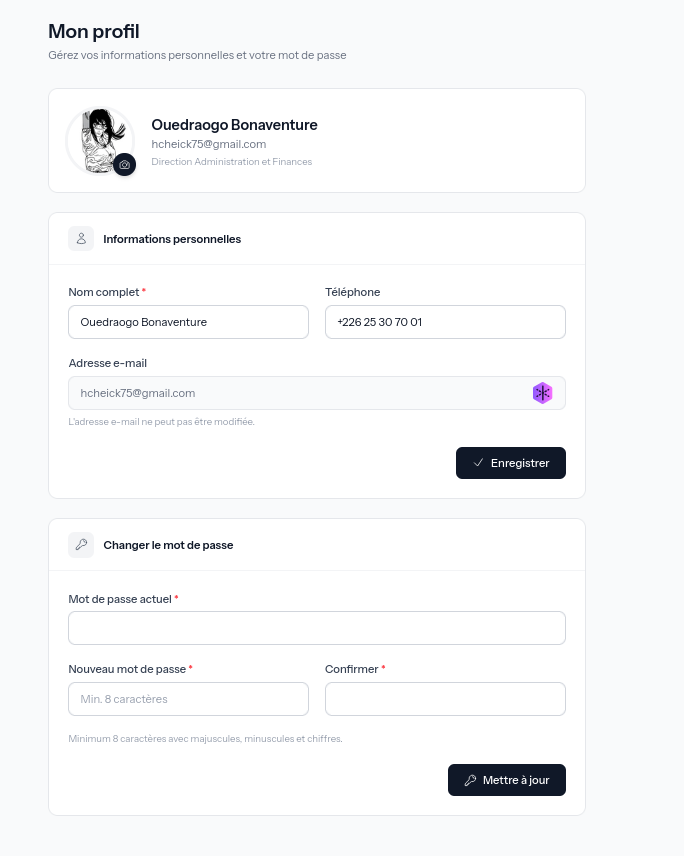 Mon profil
Gérez vos informations personnelles et votre mot de passe
Ouedraogo Bonaventure
hcheick75@gmail.com
Direction Administration et Finances
Informations personnelles
Nom complet *
Téléphone
Ouedraogo Bonaventure
+226 25 30 70 01
Adresse e-mail
hcheick75@gmail.com
L'adresse e-mail ne peut pas être modifiée.
Enregistrer
Changer le mot de passe
Mot de passe actuel *
Nouveau mot de passe *
Confirmer *
Min. 8 caractères
Minimum 8 caractères avec majuscules, minuscules et chiffres.
Mettre à jour